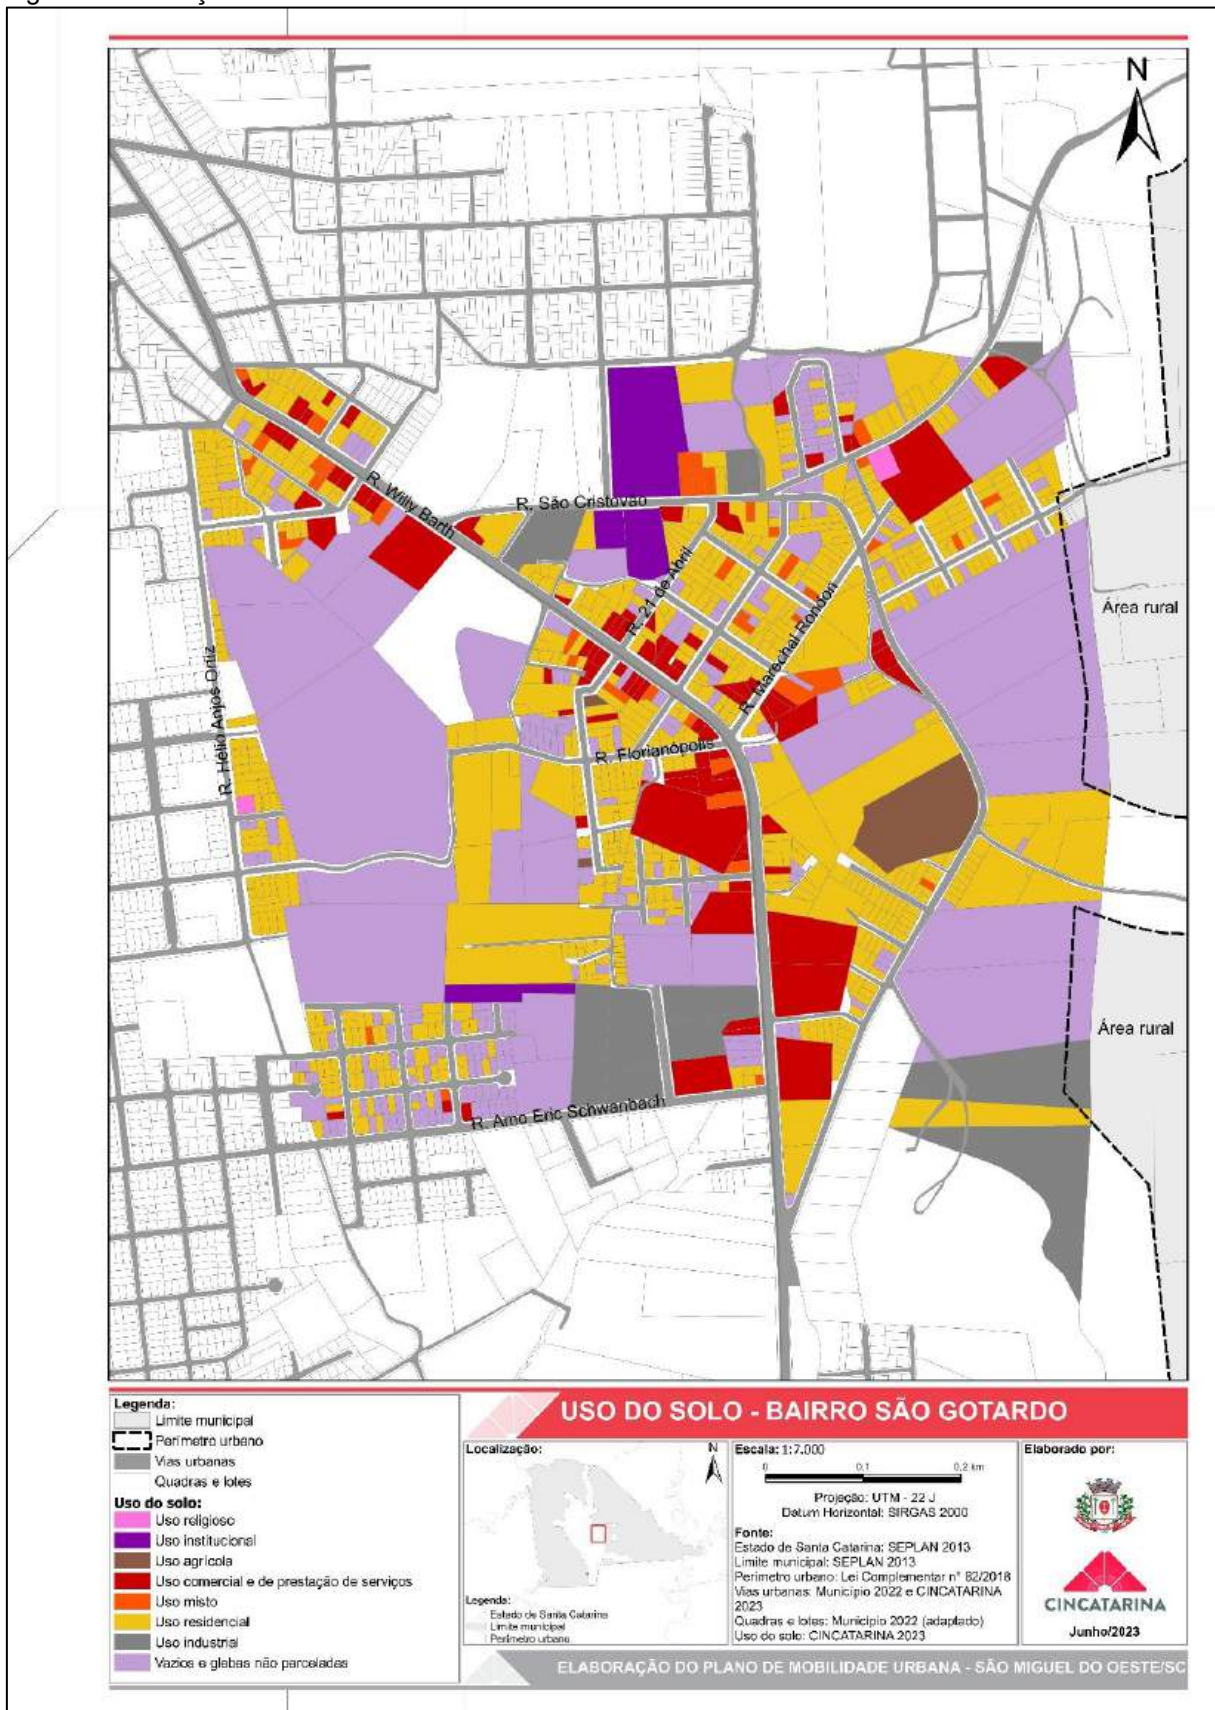 N
R. Willy Barth
R. São Cristovão
R. 21 de Abril
R. Marechal Rondon
Área rural
R. Hélio Anjos Ortiz
R. Florianópolis
Área rural
R. Arno Eric Schwanbach
Legenda:
Limite municipal
Perímetro urbano
Vias urbanas
Quadras e lotes
Uso do solo:
Uso religioso
Uso institucional
Uso agrícola
Uso comercial e de prestação de serviços
Uso misto
Uso residencial
Uso industrial
Vazios e glebas não parceladas
USO DO SOLO - BAIRRO SÃO GOTARDO
Localização:
N
Legenda:
Estado de Santa Catarina
Limite municipal
Perímetro urbano
Escala: 1:7.000
0 0,1 0,2 km
Projeção: UTM - 22 J
Datum Horizontal: SIRGAS 2000
Fonte:
Estado de Santa Catarina: SEPLAN 2013
Limite municipal: SEPLAN 2013
Perímetro urbano: Lei Complementar n° 82/2018
Vias urbanas: Município 2022 e CINCATARINA
2023
Quadras e lotes: Município 2022 (adaptado)
Uso do solo: CINCATARINA 2023
Elaborado por:
CINCATARINA
Junho/2023
ELABORAÇÃO DO PLANO DE MOBILIDADE URBANA - SÃO MIGUEL DO OESTE/SC